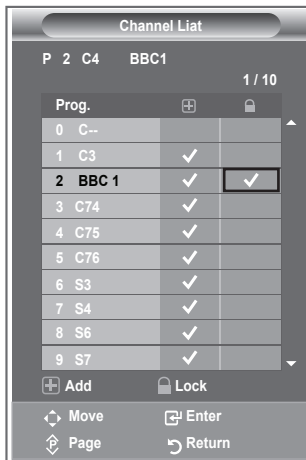 Channel Liat
P 2 C4 BBC1
1 / 10
Prog.
0 C--
1 C3
2 BBC 1
3 C74
4 C75
5 C76
6 S3
7 S4
8 S6
9 S7
Add Lock
Move Enter
P Page Return